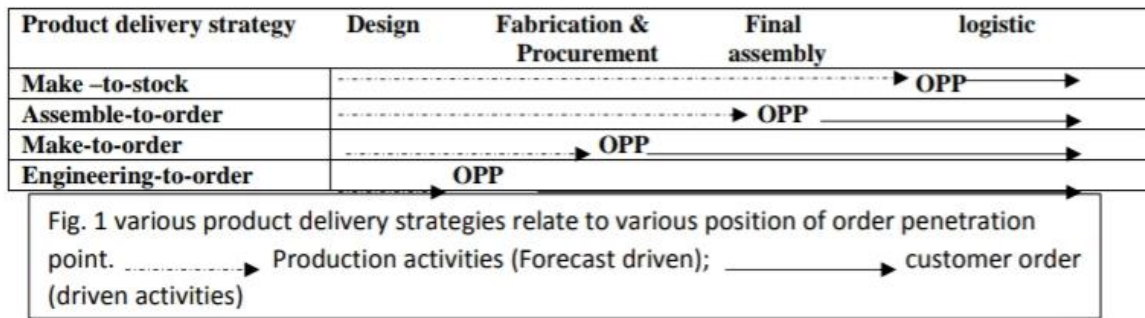 Product delivery strategy Design Fabrication & Final logistic
Procurement assembly
Make –to-stock OPP
Assemble-to-order OPP
Make-to-order OPP
Engineering-to-order OPP
Fig. 1 various product delivery strategies relate to various position of order penetration
point. Production activities (Forecast driven); customer order
(driven activities)